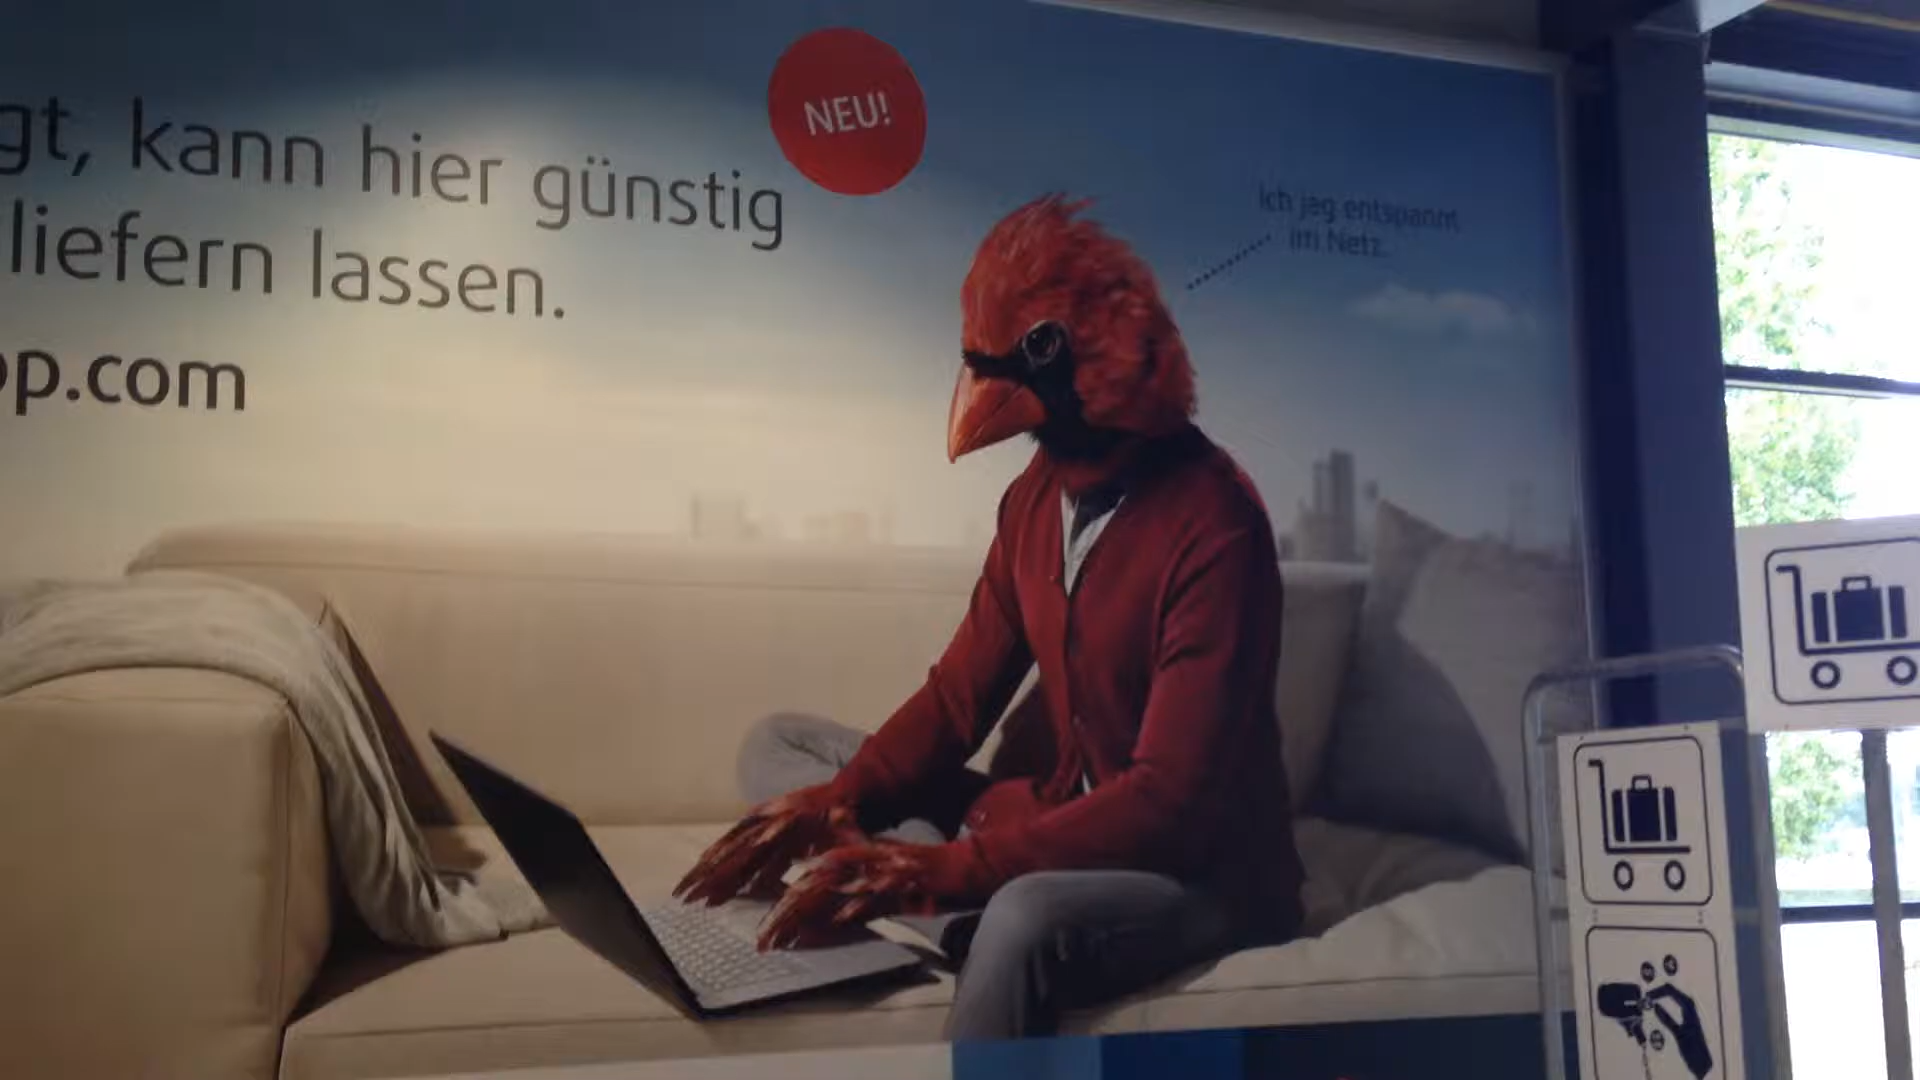 gt, kann hier günstig
liefern lassen.
p.com
NEU!
Ich jag entspannt
im Netz.